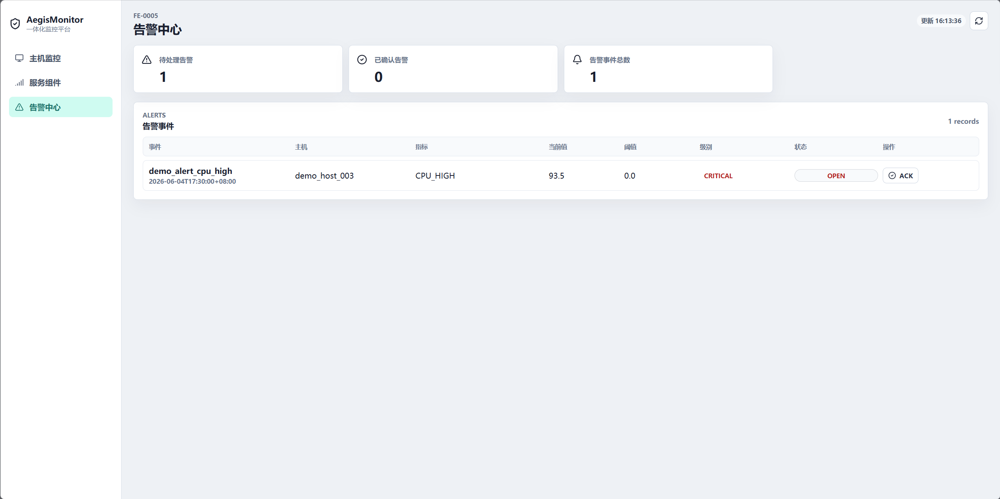 AegisMonitor
一体化监控平台
主机监控
服务组件
告警中心
FE-0005
告警中心
更新 16:13:36
待处理告警
1
已确认告警
0
告警事件总数
1
ALERTS
告警事件
1 records
事件 主机 指标 当前值 阈值 级别 状态 操作
demo_alert_cpu_high
2026-06-04T17:30:00+08:00
demo_host_003 CPU_HIGH 93.5 0.0 CRITICAL OPEN ACK